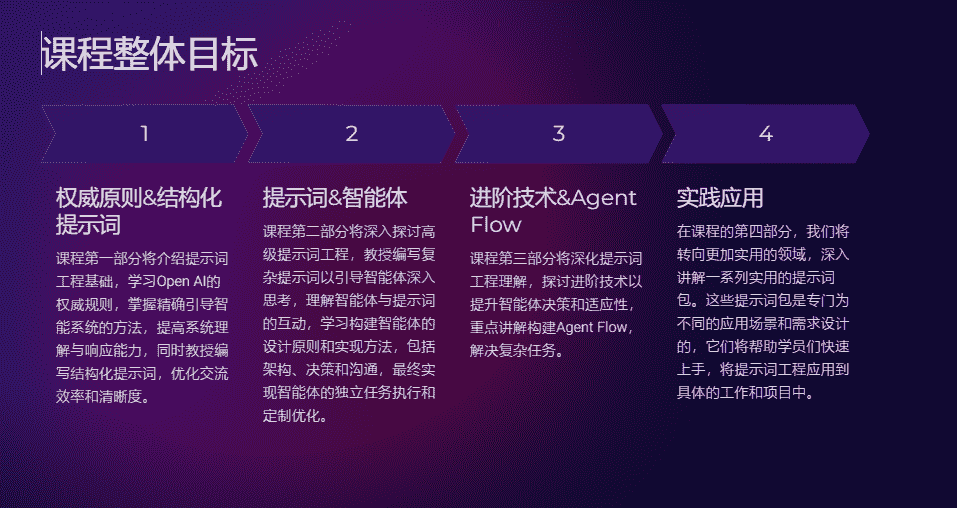 课程整体目标
1
2
3
4
权威原则&结构化
提示词
课程第一部分将介绍提示词
工程基础，学习Open AI的
权威规则，掌握精确引导智
能系统的方法，提高系统理
解与响应能力，同时教授编
写结构化提示词，优化交流
效率和清晰度。
提示词&智能体
课程第二部分将深入探讨高
级提示词工程，教授编写复
杂提示词以引导智能体深入
思考，理解智能体与提示词
的互动，学习构建智能体的
设计原则和实现方法，包括
架构、决策和沟通，最终实
现智能体的独立任务执行和
定制优化。
进阶技术&Agent
Flow
课程第三部分将深化提示词
工程理解，探讨进阶技术以
提升智能体决策和适应性，
重点讲解构建Agent Flow，
解决复杂任务。
实践应用
在课程的第四部分，我们将
转向更加实用的领域，深入
讲解一系列实用的提示词
包。这些提示词包是专门为
不同的应用场景和需求设计
的，它们将帮助学员们快速
上手，将提示词工程应用到
具体的工作和项目中。